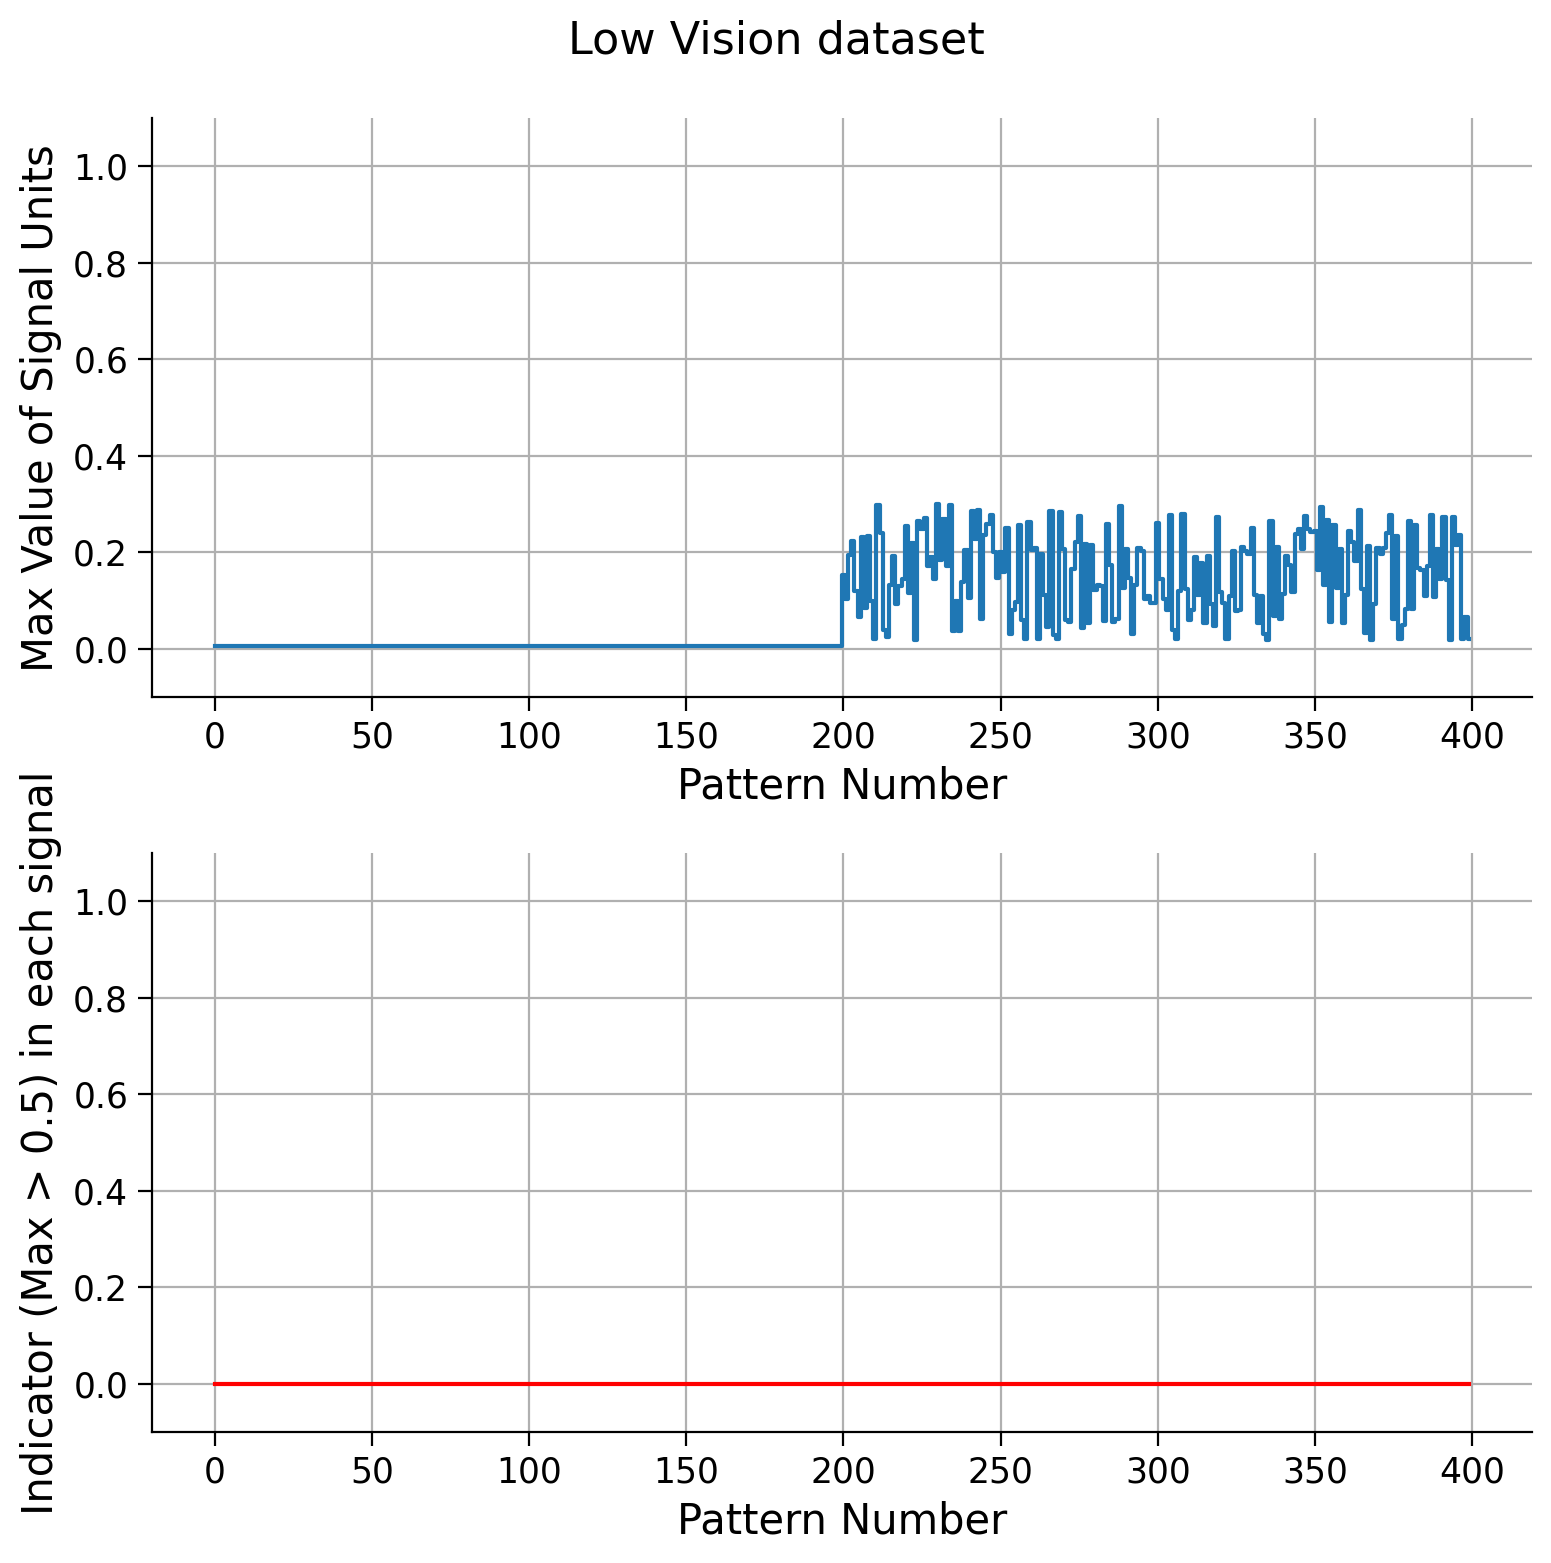 Low Vision dataset
Max Value of Signal Units
1.0
0.8
0.6
0.4
0.2
0.0
0 50 100 150 200 250 300 350 400
Pattern Number
Indicator (Max > 0.5) in each signal
1.0
0.8
0.6
0.4
0.2
0.0
0 50 100 150 200 250 300 350 400
Pattern Number